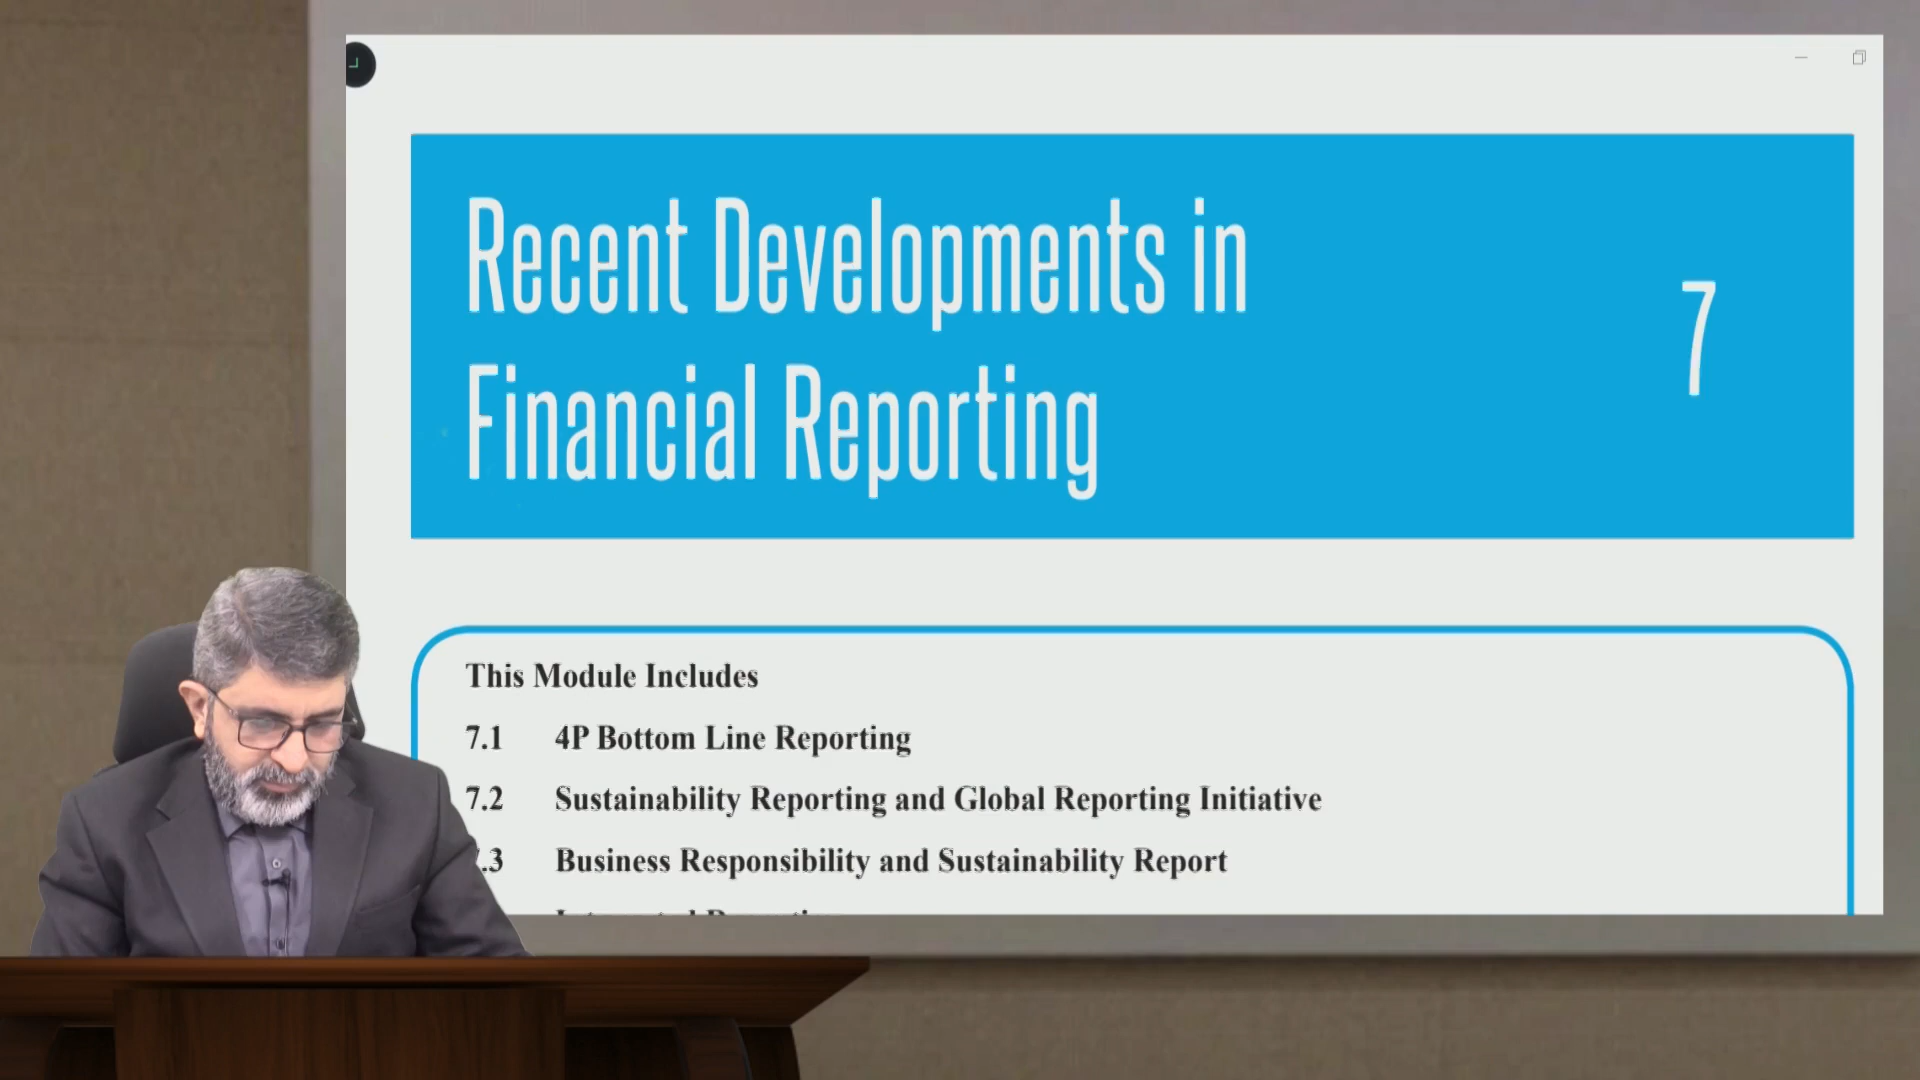 Recent Developments in
Financial Reporting
7
This Module Includes
7.1 4P Bottom Line Reporting
7.2 Sustainability Reporting and Global Reporting Initiative
.3 Business Responsibility and Sustainability Report